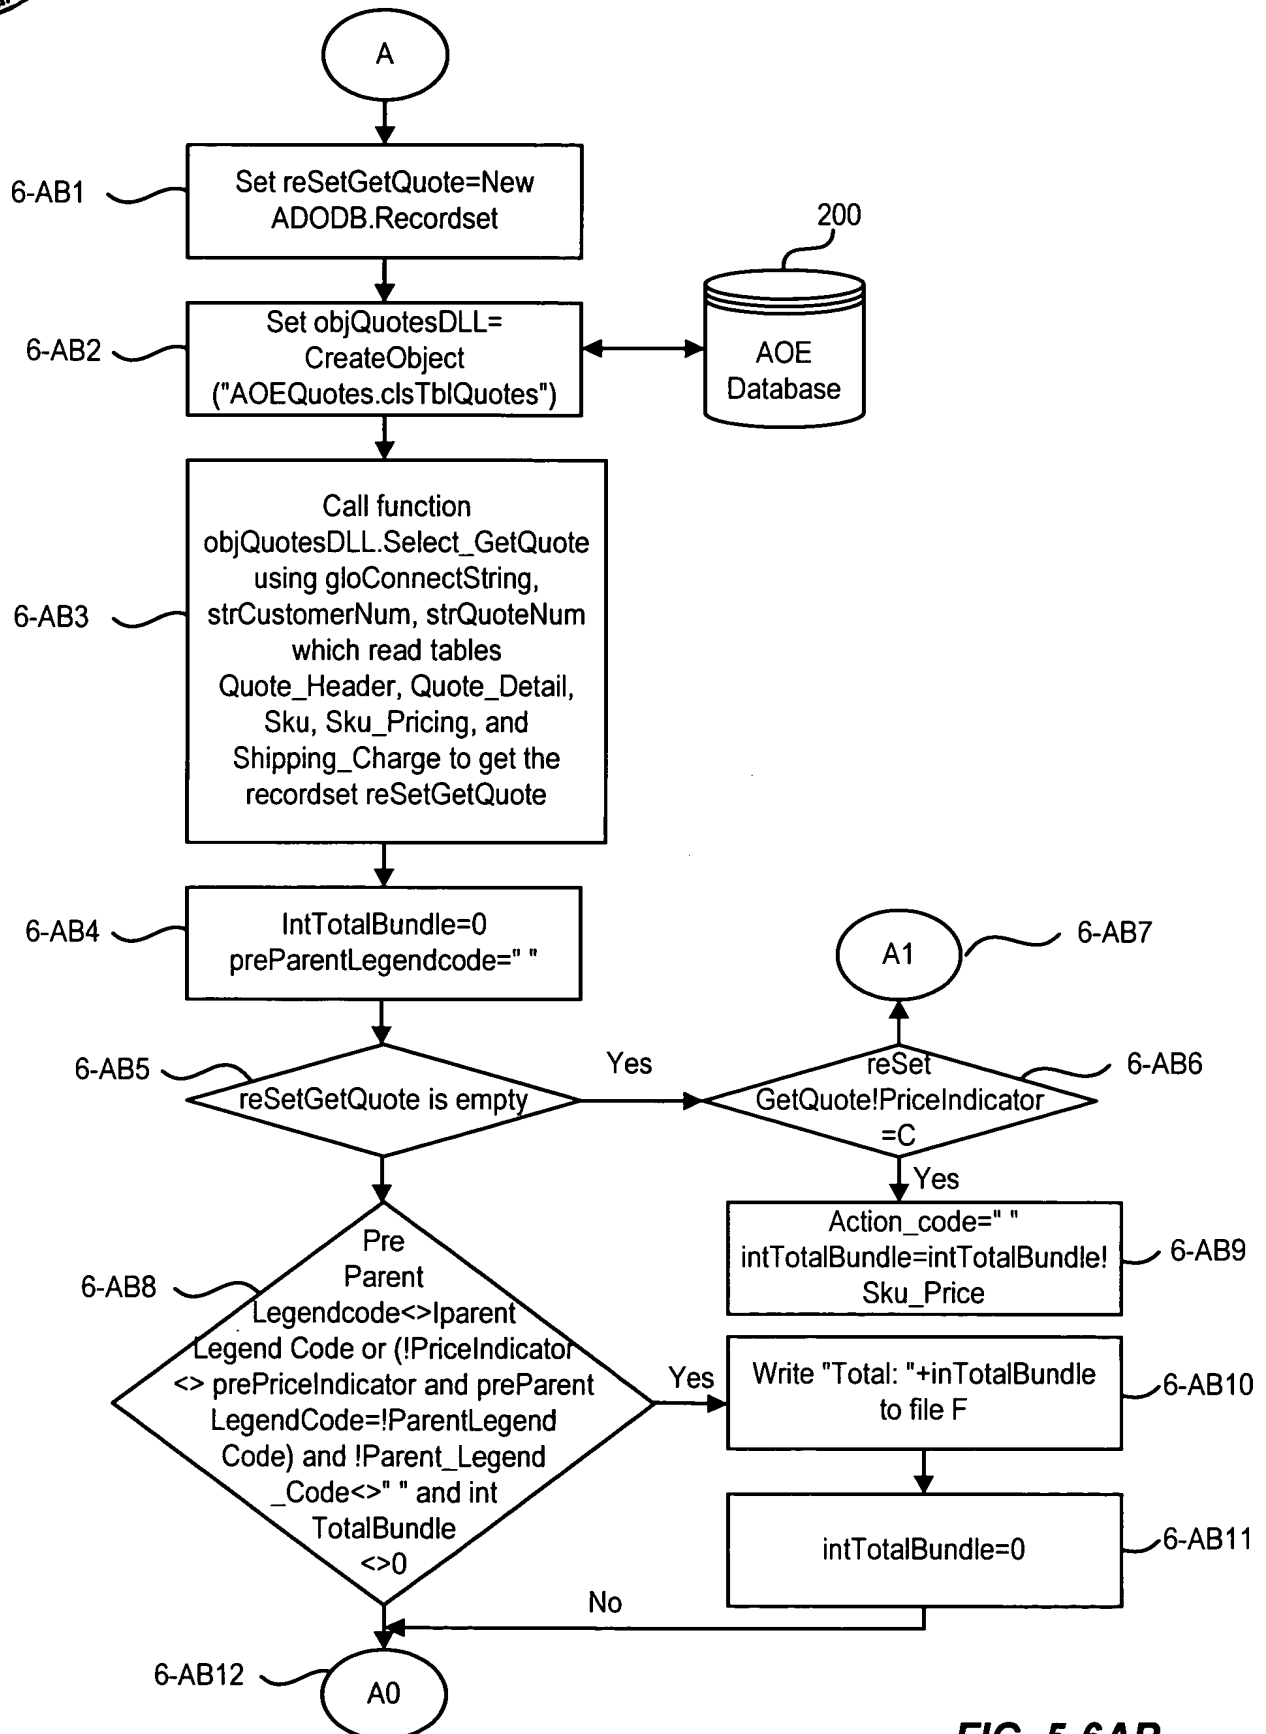 A
6-AB1
Set reSetGetQuote=New
ADODB.Recordset
200
6-AB2
Set objQuotesDLL=
CreateObject
("AOEQuotes.clsTblQuotes")
AOE
Database
6-AB3
Call function
objQuotesDLL.Select_GetQuote
using gloConnectString,
strCustomerNum, strQuoteNum
which read tables
Quote_Header, Quote_Detail,
Sku, Sku_Pricing, and
Shipping_Charge to get the
recordset reSetGetQuote
6-AB4
IntTotalBundle=0
preParentLegendcode=" "
A1
6-AB7
6-AB5
reSetGetQuote is empty
Yes
reSet
GetQuote!PriceIndicator
=C
6-AB6
Yes
Action_code=" "
intTotalBundle=intTotalBundle!
Sku_Price
6-AB9
6-AB8
Pre
Parent
Legendcode<>Iparent
Legend Code or (!PriceIndicator
<> prePriceIndicator and preParent
LegendCode=!ParentLegend
Code) and !Parent_Legend
_Code<>" " and int
TotalBundle
<>0
Yes
Write "Total: "+inTotalBundle
to file F
6-AB10
intTotalBundle=0
6-AB11
No
6-AB12
A0
FIG. 5-6AB